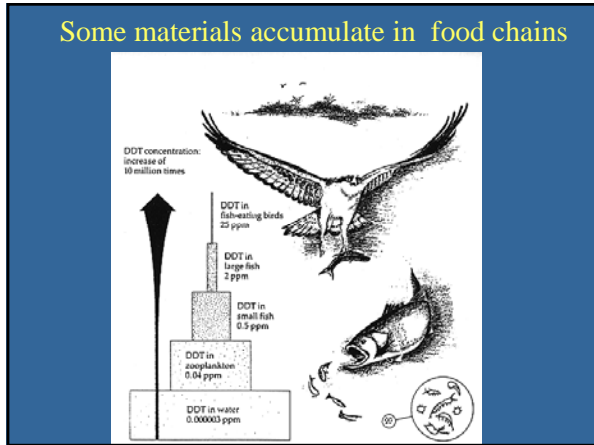 Some materials accumulate in food chains
DDT concentration:
increase of
10 million times
DDT in
fish-eating birds
25 ppm
DDT in
large fish
2 ppm
DDT in
small fish
0.5 ppm
DDT in
zooplankton
0.04 ppm
DDT in water
0.000003 ppm